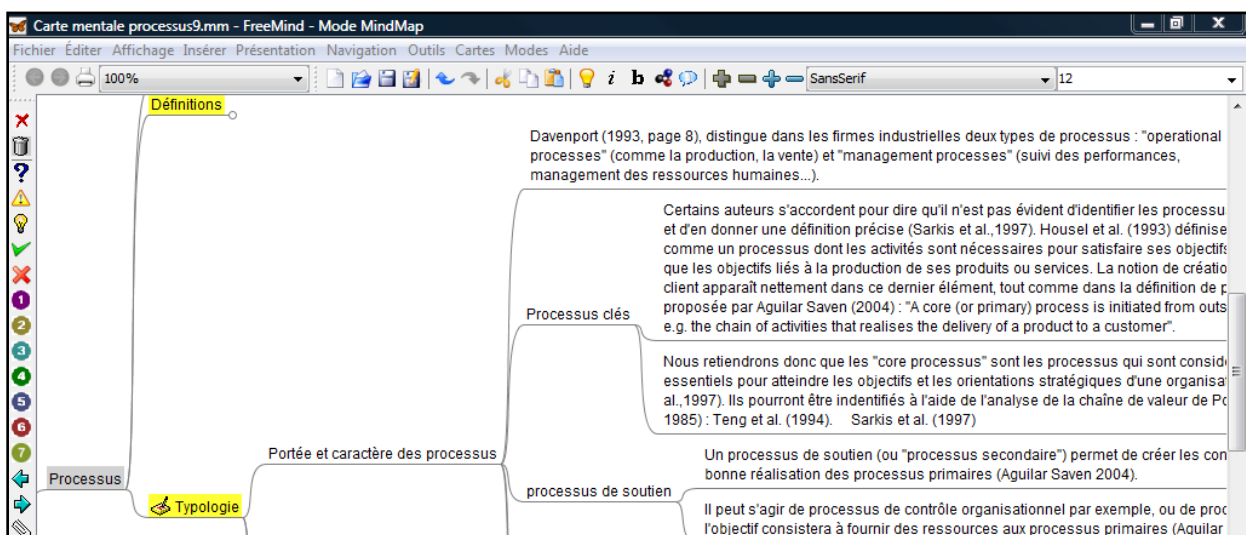 Carte mentale processus9.mm - FreeMind - Mode MindMap
Fichier Éditer Affichage Insérer Présentation Navigation Outils Cartes Modes Aide
100%
i b
SansSerif
12
Définitions
Davenport (1993, page 8), distingue dans les firmes industrielles deux types de processus : "operational
processes" (comme la production, la vente) et "management processes" (suivi des performances,
management des ressources humaines...).
Certains auteurs s'accordent pour dire qu'il n'est pas évident d'identifier les processu
et d'en donner une définition précise (Sarkis et al.,1997). Housel et al. (1993) définise
comme un processus dont les activités sont nécessaires pour satisfaire ses objectifs
que les objectifs liés à la production de ses produits ou services. La notion de créatio
client apparaît nettement dans ce dernier élément, tout comme dans la définition de p
proposée par Aguilar Saven (2004) : "A core (or primary) process is initiated from outs
e.g. the chain of activities that realises the delivery of a product to a customer".
Processus clés
Nous retiendrons donc que les "core processus" sont les processus qui sont consid
essentiels pour atteindre les objectifs et les orientations stratégiques d'une organisa
al.,1997). Ils pourront être indentifiés à l'aide de l'analyse de la chaîne de valeur de Po
1985) : Teng et al. (1994). Sarkis et al. (1997)
Portée et caractère des processus
Un processus de soutien (ou "processus secondaire") permet de créer les con
bonne réalisation des processus primaires (Aguilar Saven 2004).
Processus
processus de soutien
Typologie
Il peut s'agir de processus de contrôle organisationnel par exemple, ou de proc
l'objectif consistera à fournir des ressources aux processus primaires (Aguilar
?
1
2
3
4
5
6
7